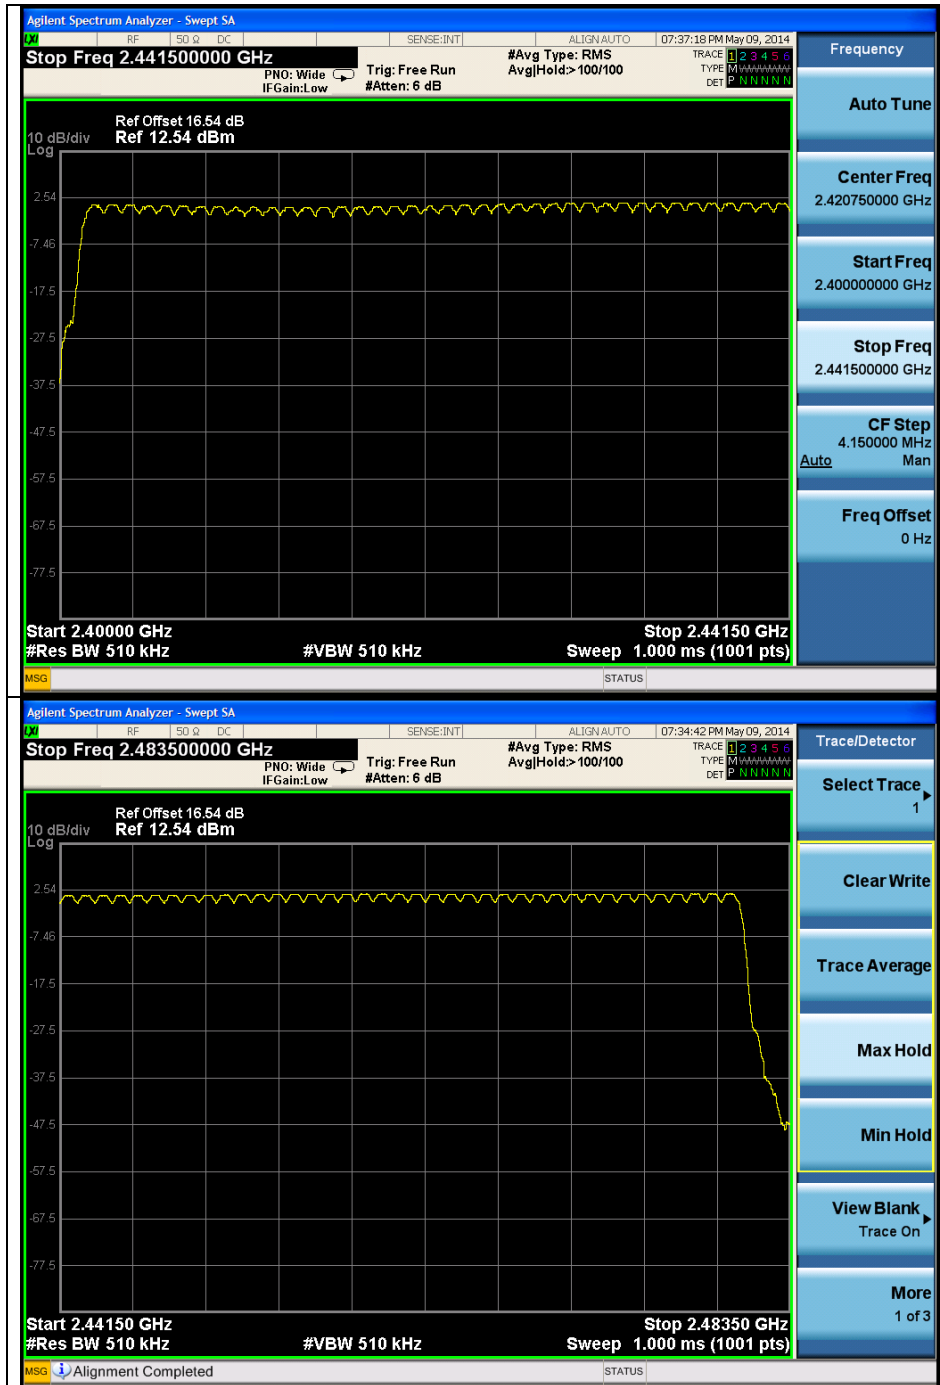 Agilent Spectrum Analyzer - Swept SA
LXI RF 50 Ω DC SENSE:INT ALIGN AUTO 07:37:18 PM May 09, 2014
Stop Freq 2.441500000 GHz
PNO: Wide
IFGain:Low
Trig: Free Run
#Atten: 6 dB
#Avg Type: RMS
Avg|Hold:>100/100
TRACE 1 2 3 4 5 6
TYPE M WWWWW
DET P N N N N N
Ref Offset 16.54 dB
10 dB/div Ref 12.54 dBm
Log
2.54
-7.46
-17.5
-27.5
-37.5
-47.5
-57.5
-67.5
-77.5
Start 2.40000 GHz Stop 2.44150 GHz
#Res BW 510 kHz #VBW 510 kHz Sweep 1.000 ms (1001 pts)
MSG STATUS
Frequency
Auto Tune
Center Freq
2.420750000 GHz
Start Freq
2.400000000 GHz
Stop Freq
2.441500000 GHz
CF Step
4.150000 MHz
Auto Man
Freq Offset
0 Hz
Agilent Spectrum Analyzer - Swept SA
LXI RF 50 Ω DC SENSE:INT ALIGN AUTO 07:34:42 PM May 09, 2014
Stop Freq 2.483500000 GHz
PNO: Wide
IFGain:Low
Trig: Free Run
#Atten: 6 dB
#Avg Type: RMS
Avg|Hold:>100/100
TRACE 1 2 3 4 5 6
TYPE M WWWWW
DET P N N N N N
Ref Offset 16.54 dB
10 dB/div Ref 12.54 dBm
Log
2.54
-7.46
-17.5
-27.5
-37.5
-47.5
-57.5
-67.5
-77.5
Start 2.44150 GHz Stop 2.48350 GHz
#Res BW 510 kHz #VBW 510 kHz Sweep 1.000 ms (1001 pts)
MSG Alignment Completed STATUS
Trace/Detector
Select Trace
1
Clear Write
Trace Average
Max Hold
Min Hold
View Blank
Trace On
More
1 of 3